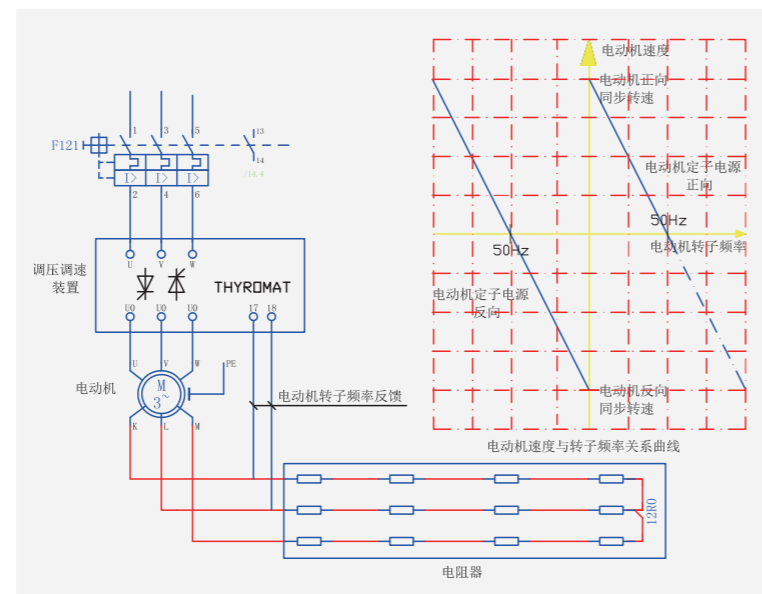 电动机速度
电动机正向
同步转速
1 3 5 13
F121
14
I> I> I>
/14.4
2 4 6
电动机定子电源
正向
50Hz
50Hz
电动机转子频率
U V W
调压调速
装置
THYROMAT
电动机定子电源
反向
U0 U0 U0 17 18
U V W PE
电动机
M
3~
电动机转子频率反馈
电动机反向
同步转速
K L M
电动机速度与转子频率关系曲线
12R0
电阻器